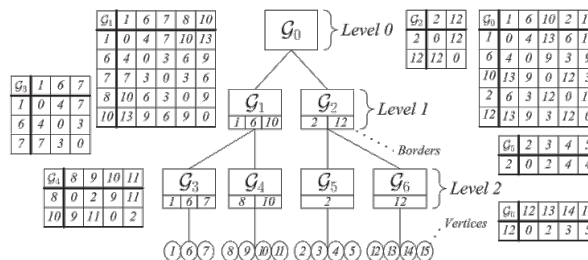 G₁ 1 6 7 8 10
1 0 4 7 10 13
6 4 0 3 6 9
7 7 3 0 3 6
8 10 6 3 0 9
10 13 9 6 9 0
G₀
Level 0
G₂ 2 12
2 0 12
12 12 0
G₀ 1 6 10 2
1 0 4 13 6
6 4 0 9 3 9
10 13 9 0 12 3
2 6 3 12 0
12 13 9 3 12 0
G₃ 1 6 7
1 0 4 7
6 4 0 3
7 7 3 0
G₁
1 6 10
G₂
2 12
Level 1
Borders
G₅ 2 3 4
2 0 2 4
G₄ 8 9 10 11
8 0 2 9 11
10 9 11 0 2
G₃
1 6 7
G₄
8 10
G₅
2
G₆
12
Level 2
Vertices
G₆ 12 13 14
12 0 2 3
1 6 7 8 9 10 11 2 3 4 5 12 13 14 15